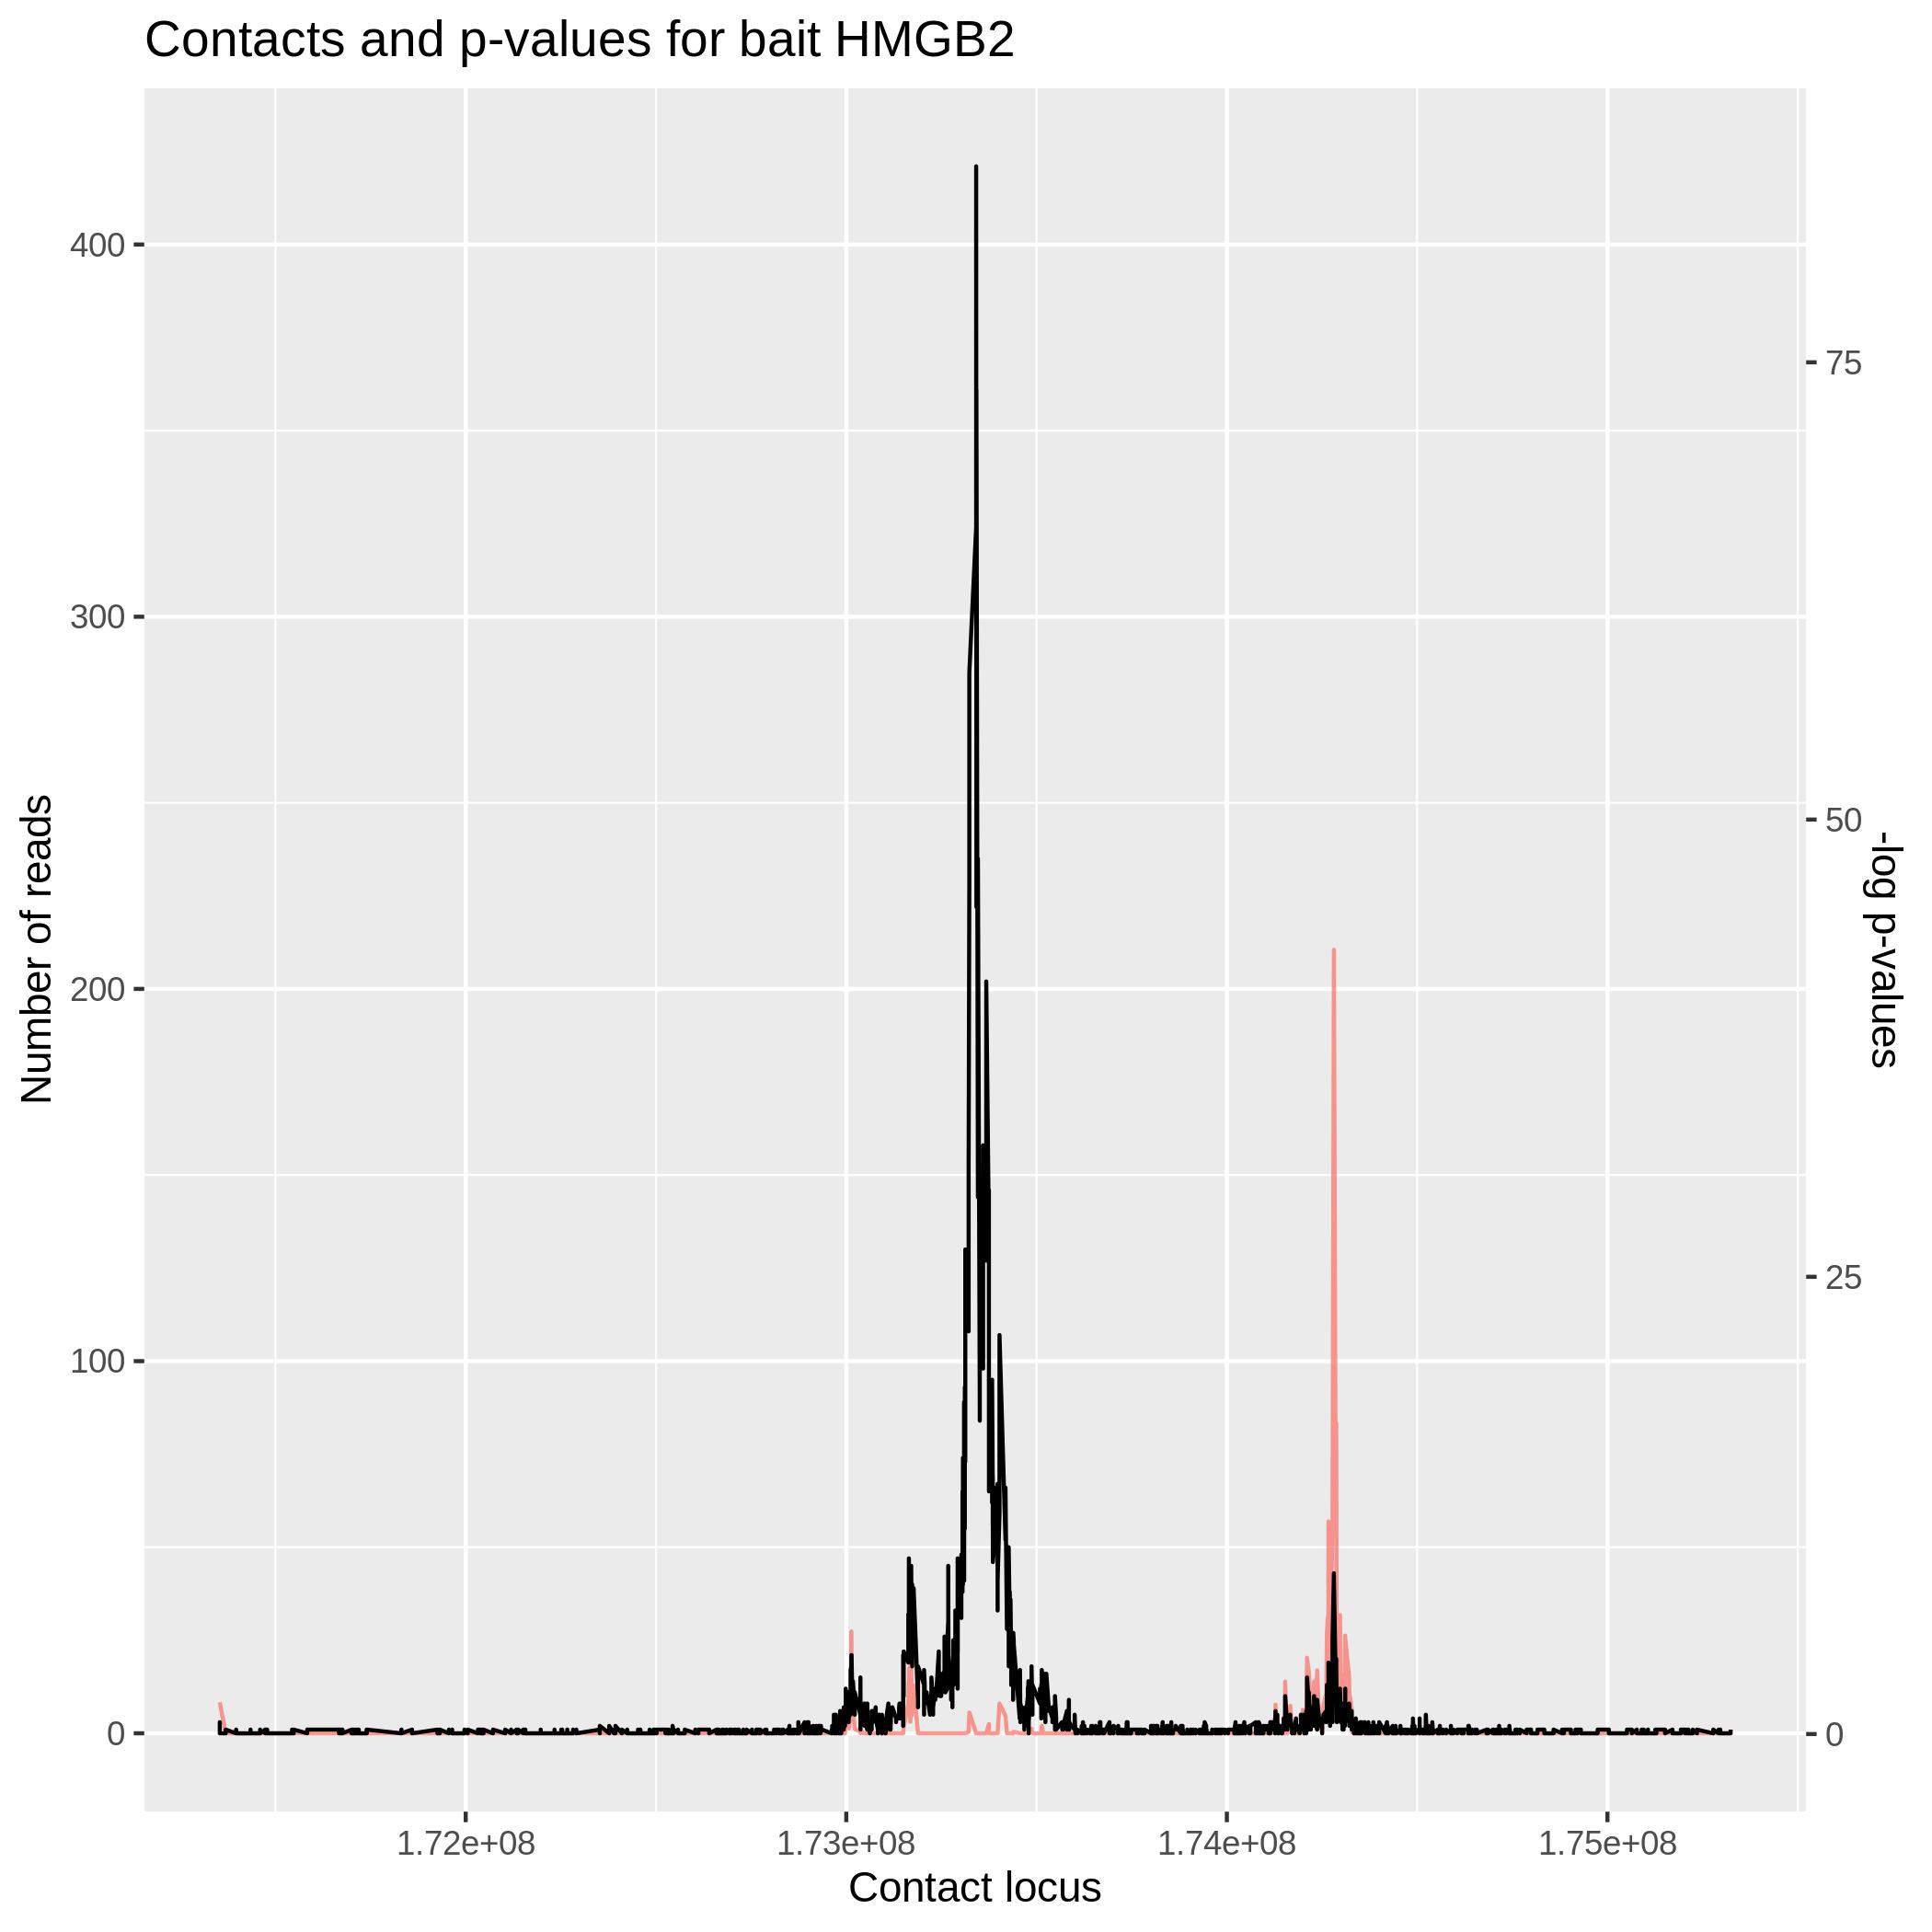 Contacts and p-values for bait HMGB2
400
300
200
100
0
Number of reads
75
50
25
0
-log p-values
1.72e+08
1.73e+08
1.74e+08
1.75e+08
Contact locus